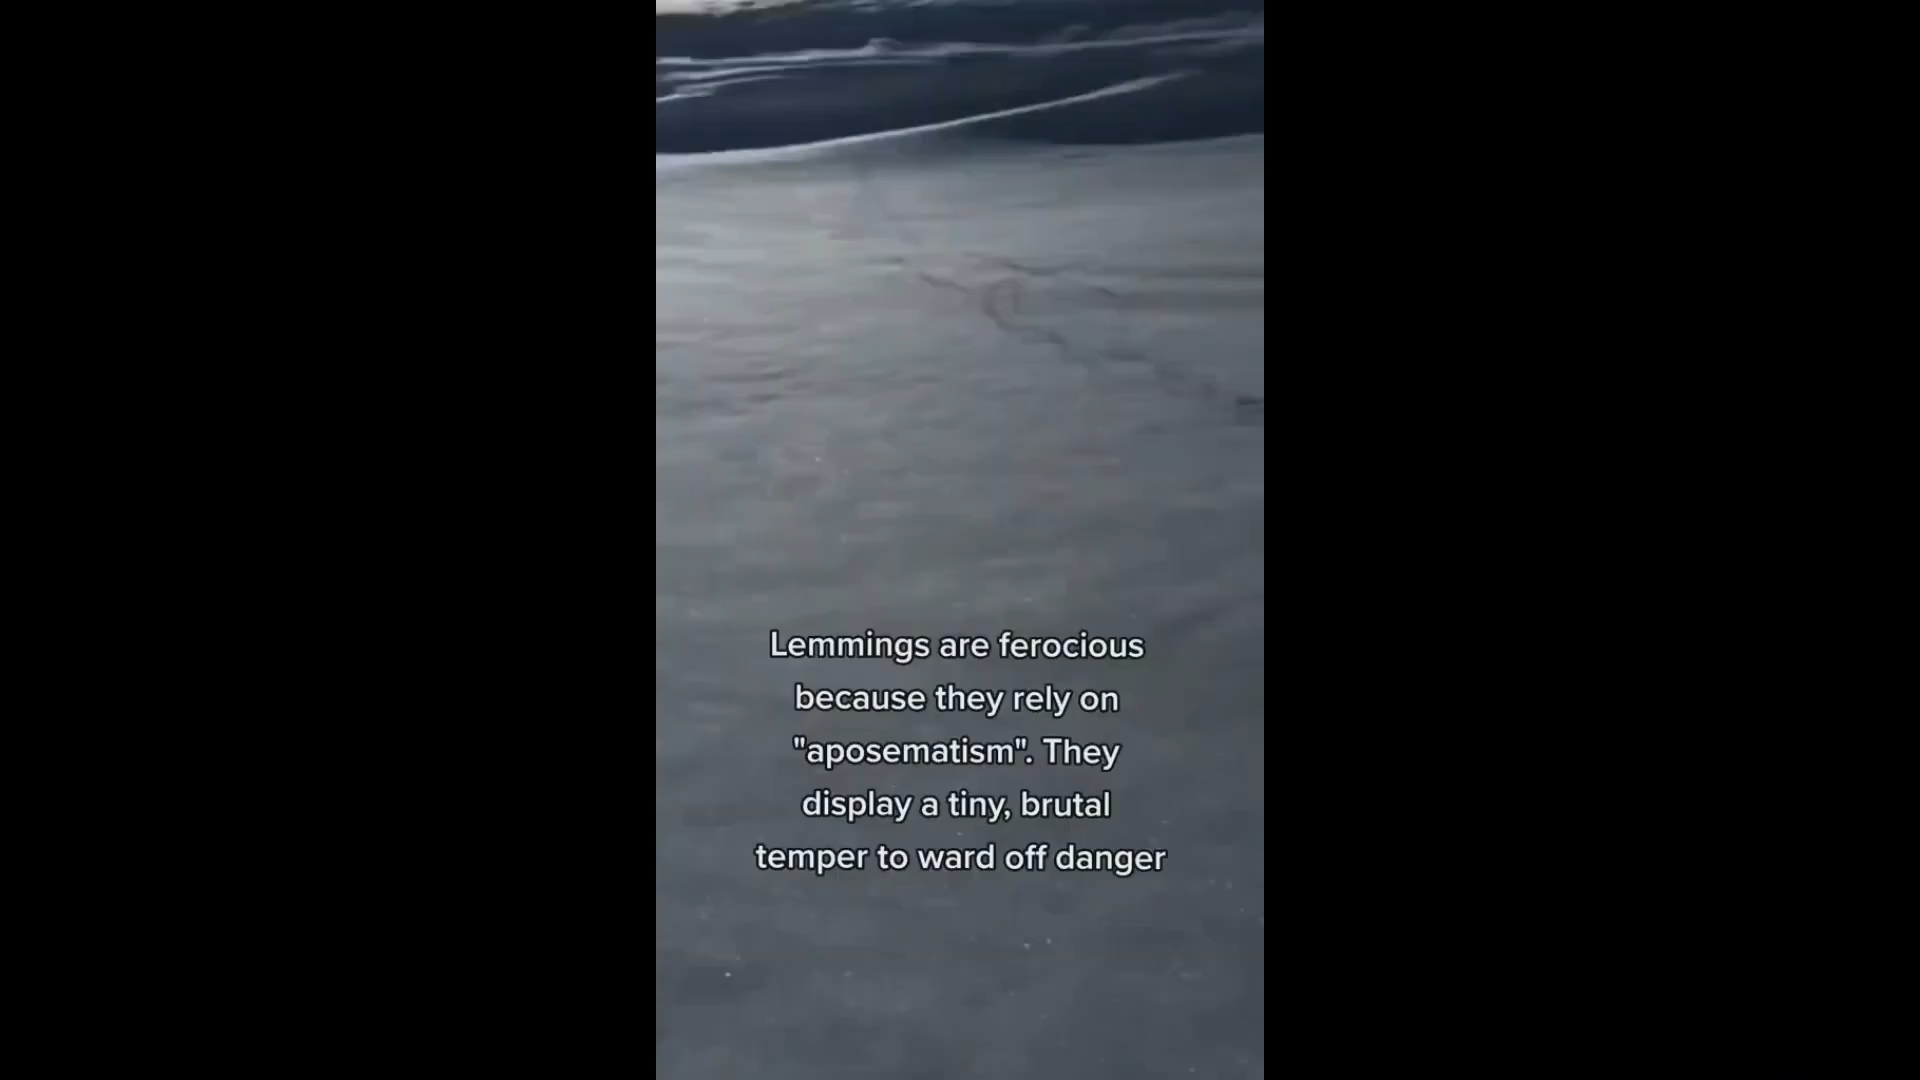 Lemmings are ferocious
because they rely on
"aposematism". They
display a tiny, brutal
temper to ward off danger